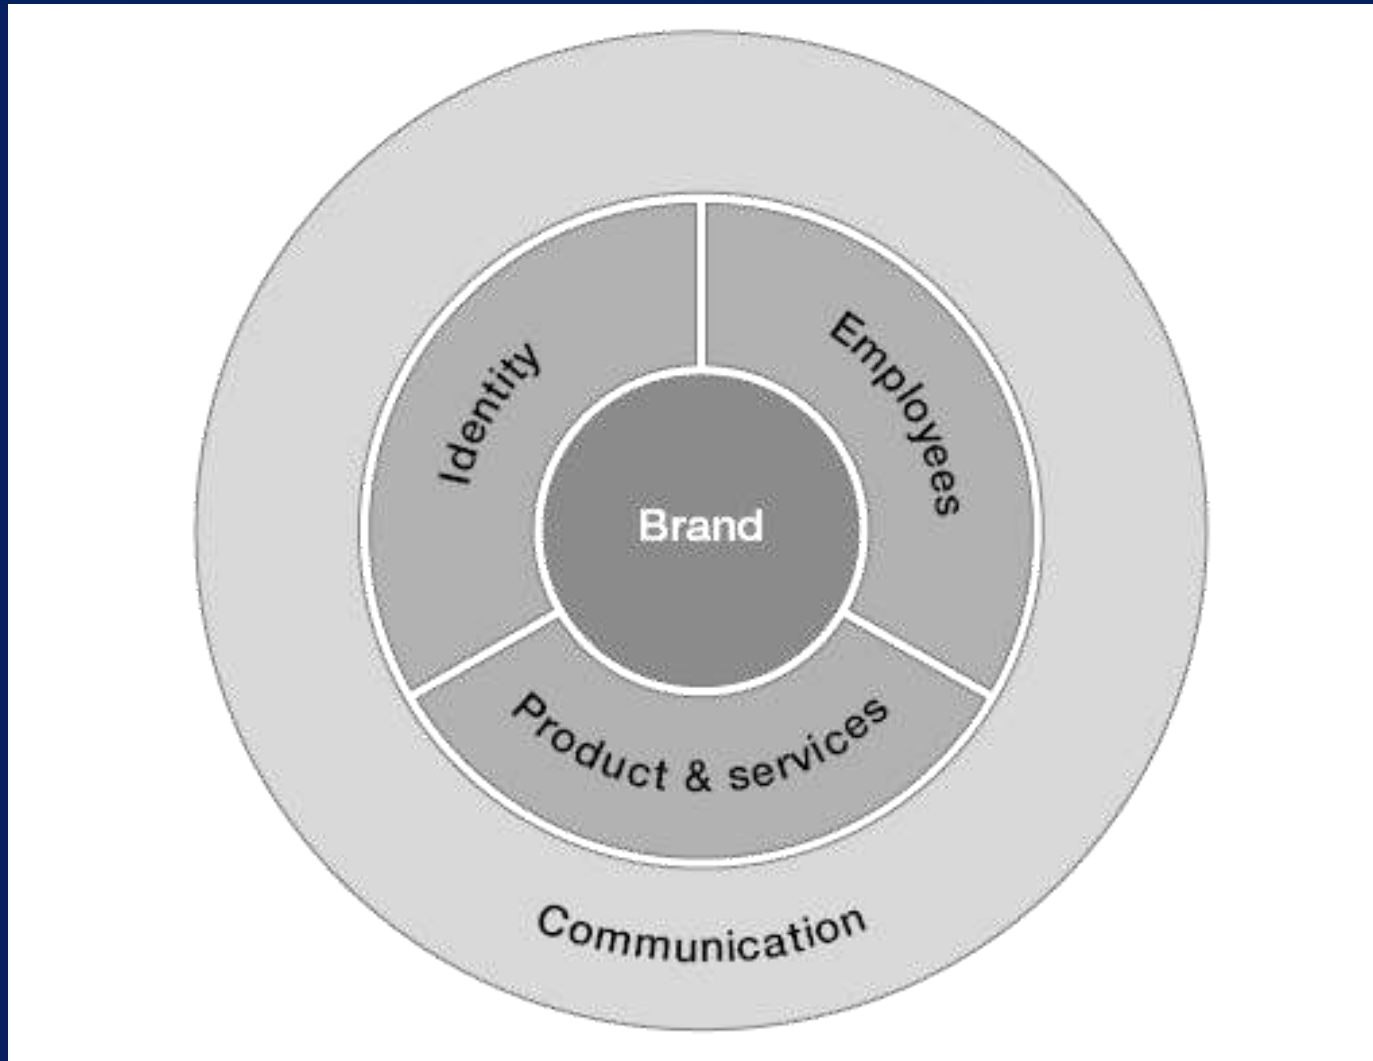 Identity
Employees
Brand
Product & services
Communication